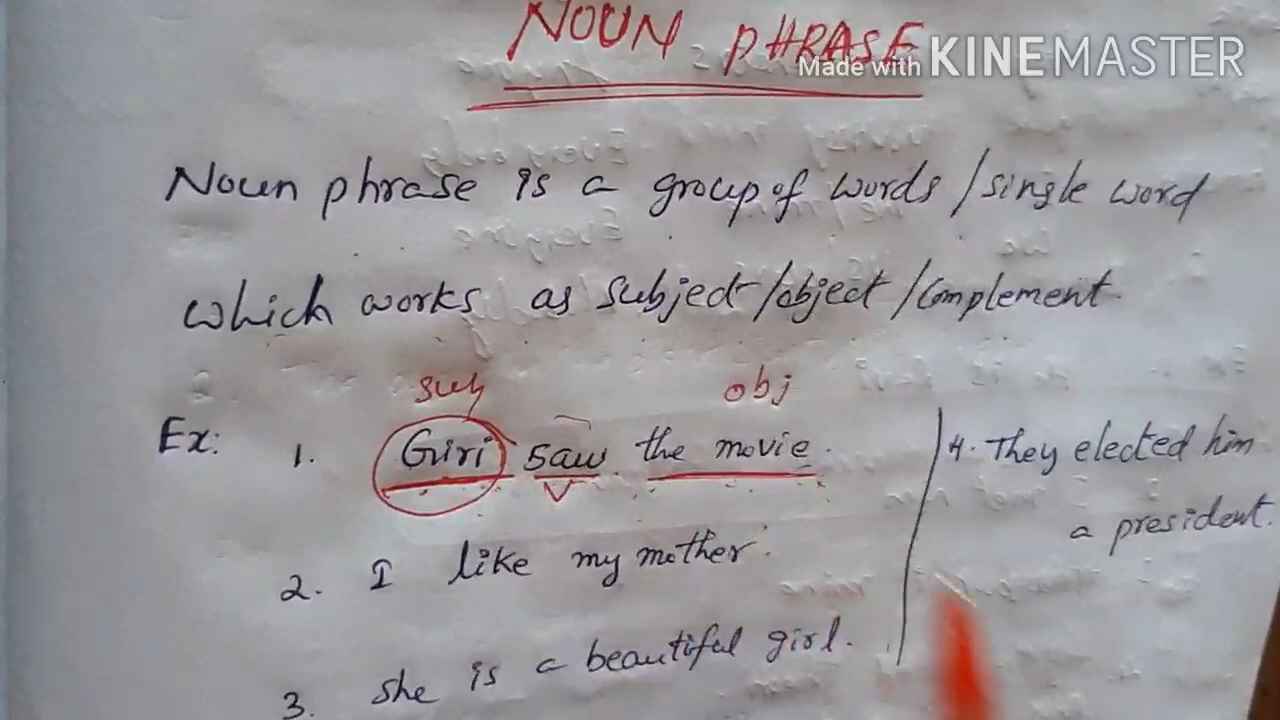 NOUN PHRASE
Made with KINEMASTER
Noun phrase is a group of words / single word
which works as subject / object / complement.
sub obj
Ex: 1. Giri saw the movie.
V
2. I like my mother.
3. She is a beautiful girl.
4. They elected him
a president.